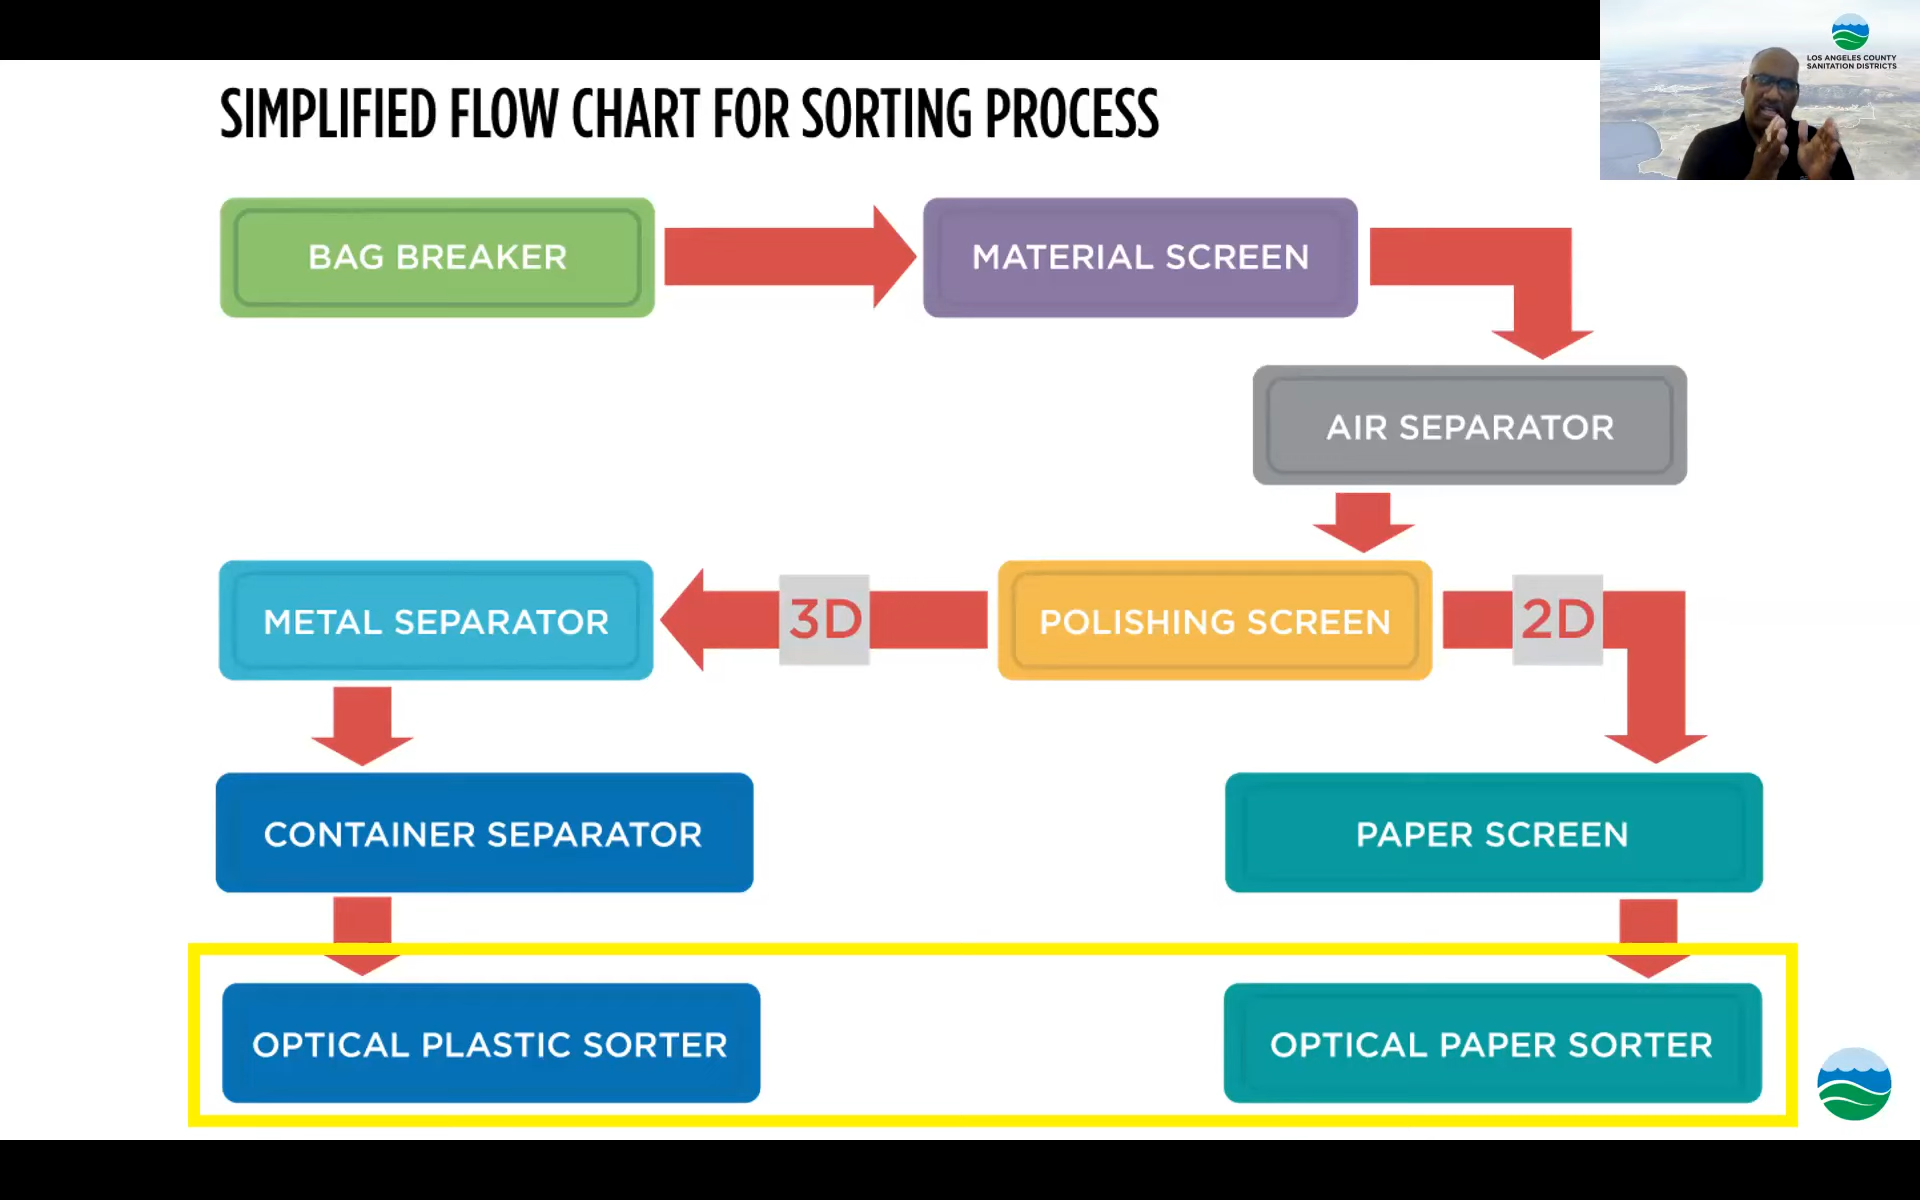 LOS ANGELES COUNTY
SANITATION DISTRICTS
SIMPLIFIED FLOW CHART FOR SORTING PROCESS
BAG BREAKER
MATERIAL SCREEN
AIR SEPARATOR
METAL SEPARATOR
3D
POLISHING SCREEN
2D
CONTAINER SEPARATOR
PAPER SCREEN
OPTICAL PLASTIC SORTER
OPTICAL PAPER SORTER